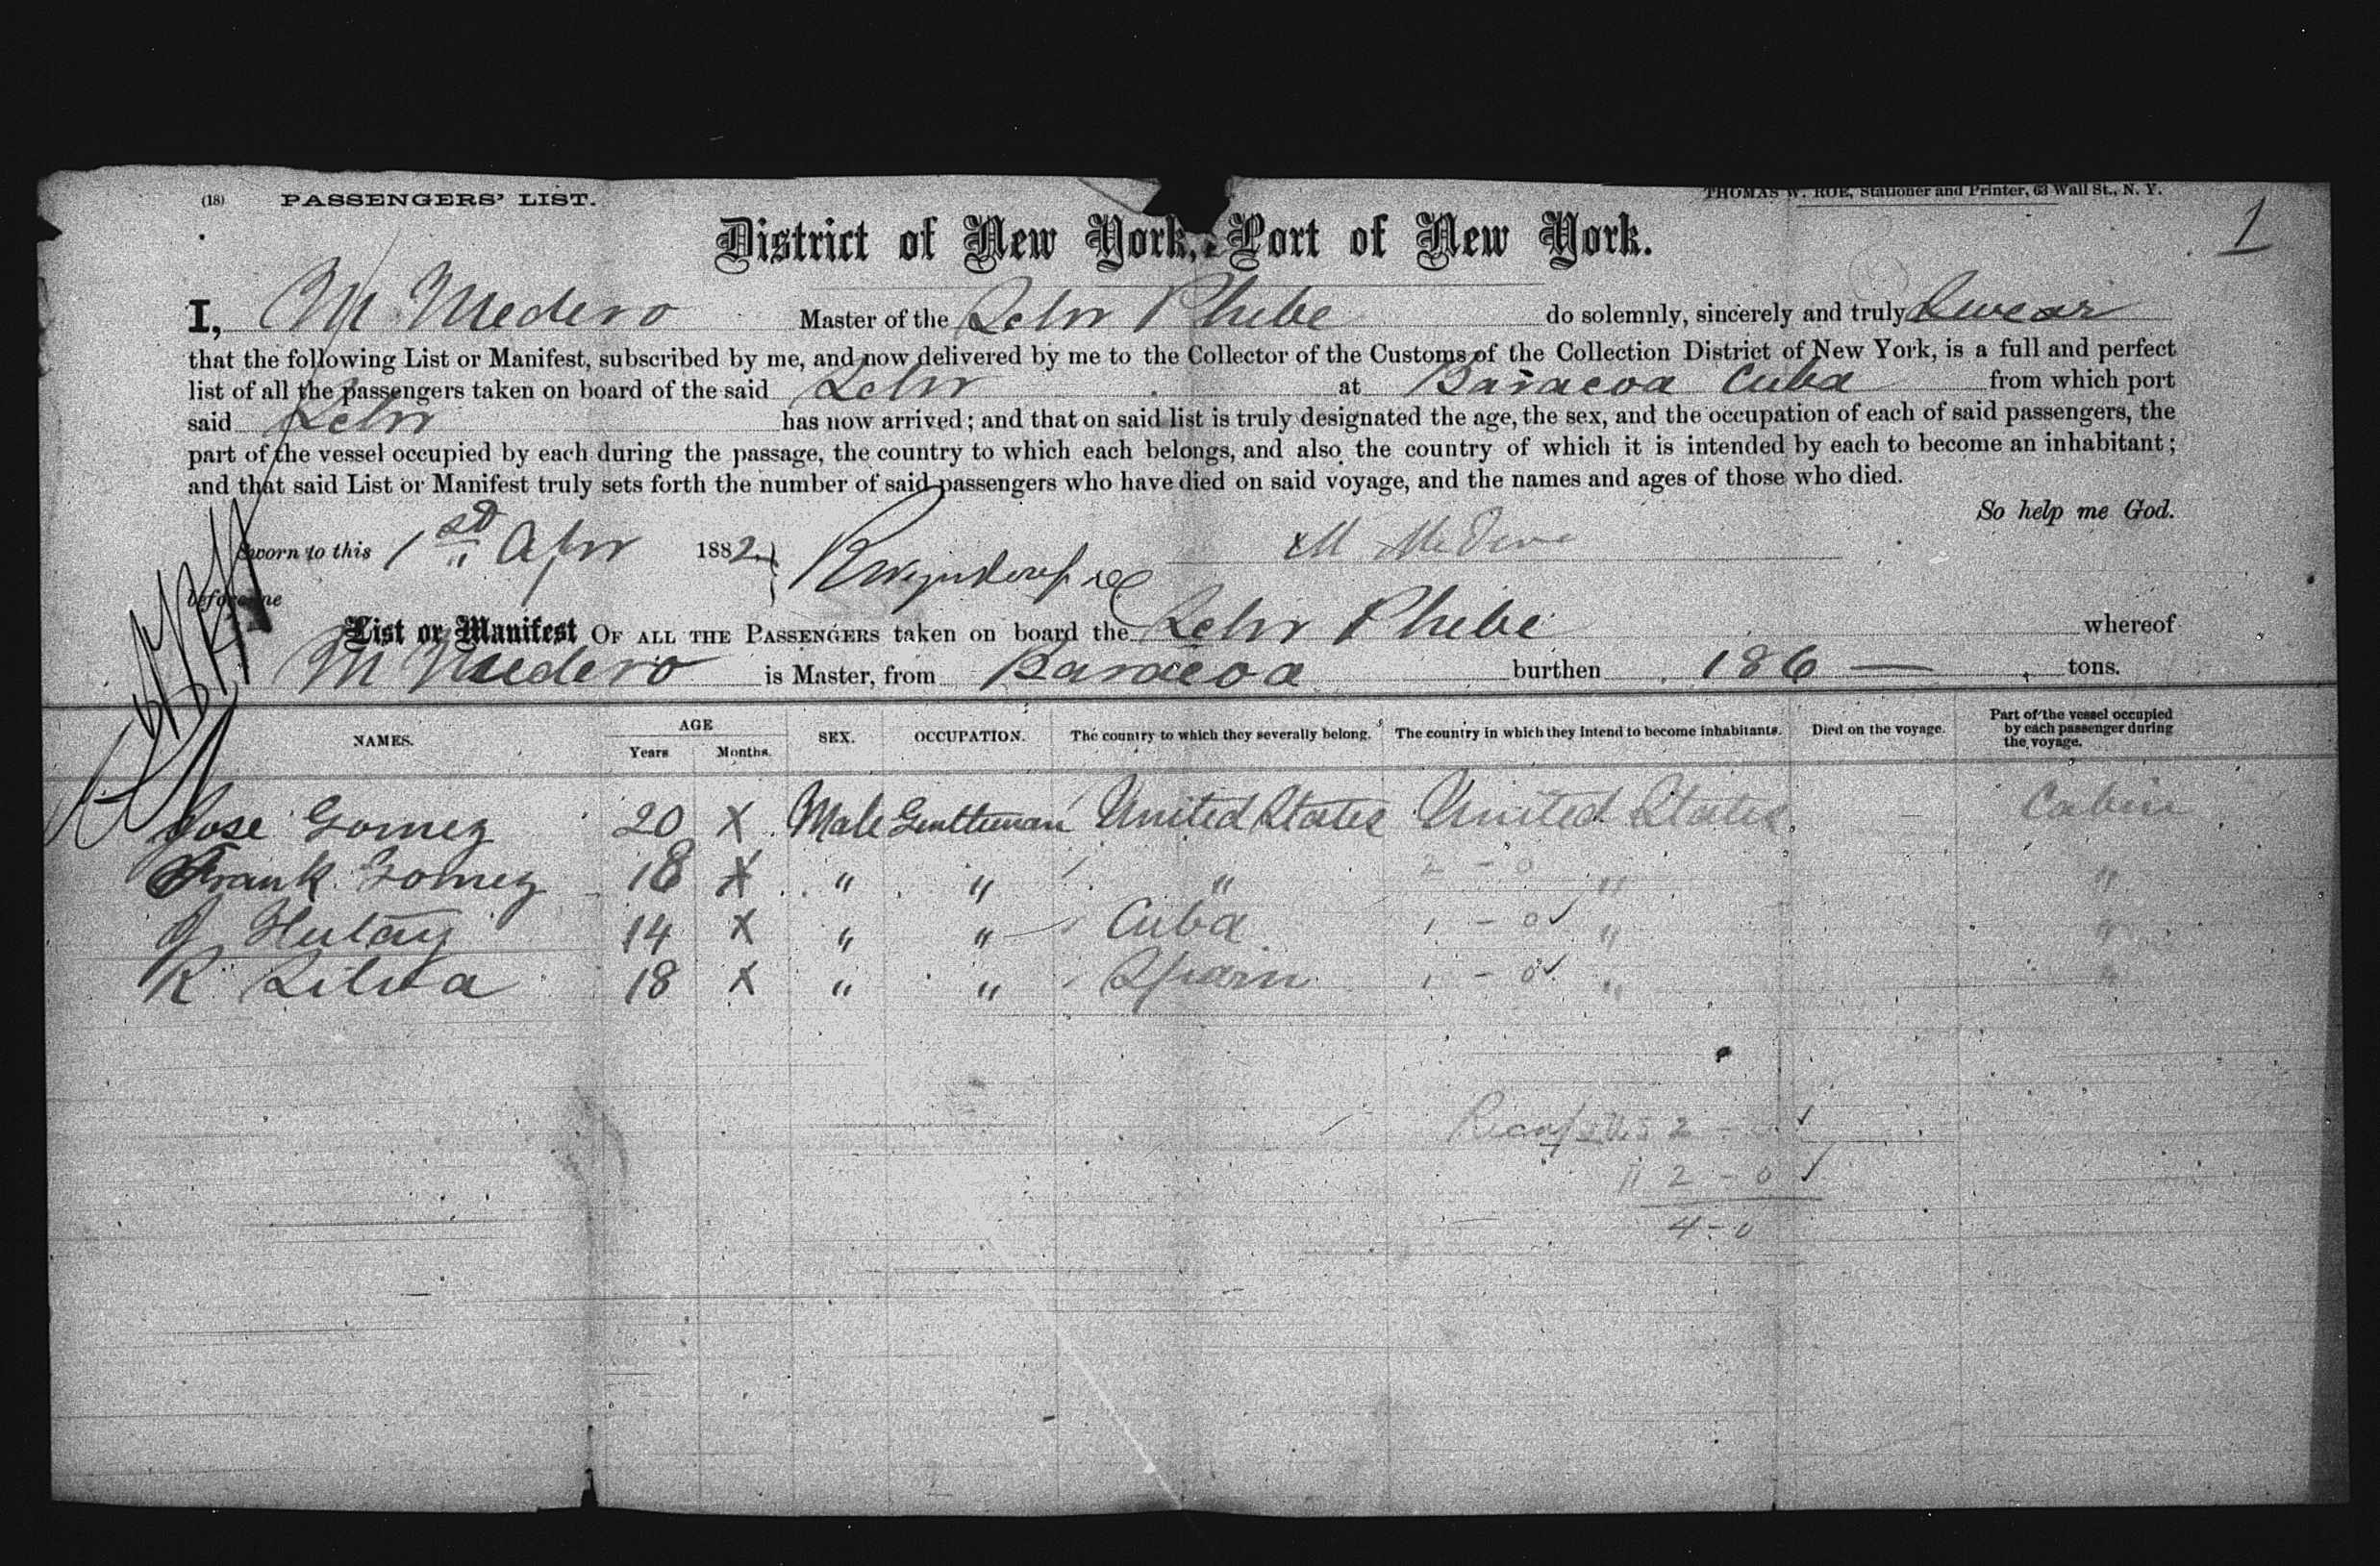 (18) PASSENGERS' LIST.
THOMAS W. ROE, Stationer and Printer, 63 Wall St., N. Y.
1
District of New York, Port of New York.
I, M Medero Master of the Schr Phebe do solemnly, sincerely and truly Swear
that the following List or Manifest, subscribed by me, and now delivered by me to the Collector of the Customs of the Collection District of New York, is a full and perfect
list of all the passengers taken on board of the said Schr at Baracoa Cuba from which port
said Schr has now arrived; and that on said list is truly designated the age, the sex, and the occupation of each of said passengers, the
part of the vessel occupied by each during the passage, the country to which each belongs, and also the country of which it is intended by each to become an inhabitant;
and that said List or Manifest truly sets forth the number of said passengers who have died on said voyage, and the names and ages of those who died.
So help me God.
Sworn to this 1st Apr 1882
M Medero
before me
List or Manifest OF ALL THE PASSENGERS taken on board the Schr Phebe whereof
M Medero is Master, from Baracoa burthen 186 — tons.
NAMES. AGE Years Months. SEX. OCCUPATION. The country to which they severally belong. The country in which they intend to become inhabitants. Died on the voyage. Part of the vessel occupied by each passenger during the voyage.
Jose Gomez 20 X Male Gentleman United States United States - Cabin
Frank Gomez 18 X " " " 2 - 0 " "
J 14 X " " Cuba 1 - 0 ✓ " "
R Silva 18 X " " Spain 1 - 0 ✓ " "
Recap US 2 - 0 ✓
2 - 0 ✓
4 - 0